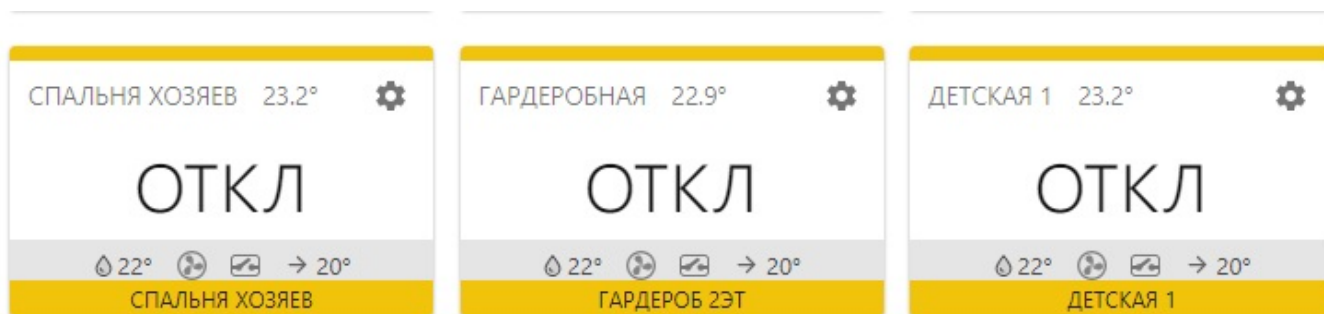 СПАЛЬНЯ ХОЗЯЕВ 23.2°
ОТКЛ
22° → 20°
СПАЛЬНЯ ХОЗЯЕВ
ГАРДЕРОБНАЯ 22.9°
ОТКЛ
22° → 20°
ГАРДЕРОБ 2ЭТ
ДЕТСКАЯ 1 23.2°
ОТКЛ
22° → 20°
ДЕТСКАЯ 1